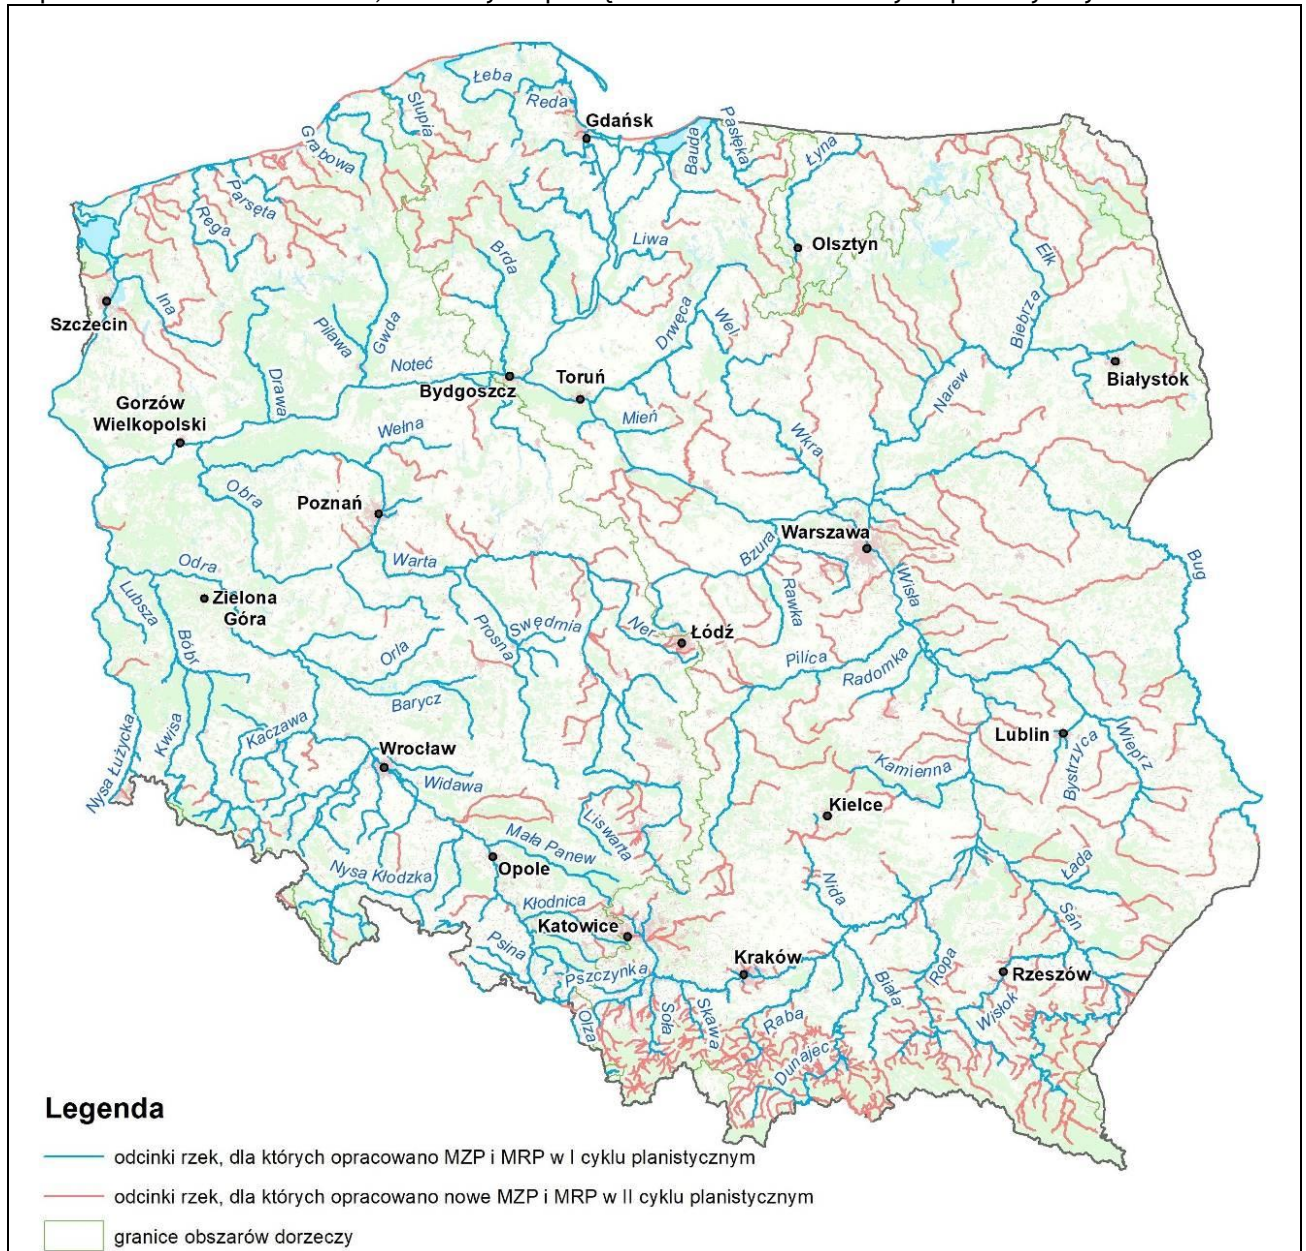 Łeba
Słupia
Reda
Gdańsk
Grabowa
Bauda
Pasłęka
Łyna
Parsęta
Rega
Brda
Liwa
Olsztyn
Ełk
Ina
Szczecin
Piława
Gwda
Drwęca
Wel
Biebrza
Drawa
Noteć
Toruń
Bydgoszcz
Narew
Białystok
Gorzów
Wielkopolski
Wełna
Mień
Wkra
Obra
Poznań
Warszawa
Bzura
Odra
Warta
Bug
Lubsza
Zielona
Góra
Rawka
Wisła
Bóbr
Prosna
Swędrnia
Ner
Łódź
Orla
Pilica
Radomka
Barycz
Nysa Łużycka
Kwisa
Kaczawa
Wrocław
Lublin
Bystrzyca
Wieprz
Widawa
Kamienna
Kielce
Liswarta
Mała Panew
Nysa Kłodzka
Opole
Łada
Nida
Kłodnica
San
Katowice
Psina
Pszczynka
Kraków
Biała
Ropa
Rzeszów
Wisłok
Olza
Soła
Skawa
Raba
Dunajec
Legenda
odcinki rzek, dla których opracowano MZP i MRP w I cyklu planistycznym
odcinki rzek, dla których opracowano nowe MZP i MRP w II cyklu planistycznym
granice obszarów dorzeczy